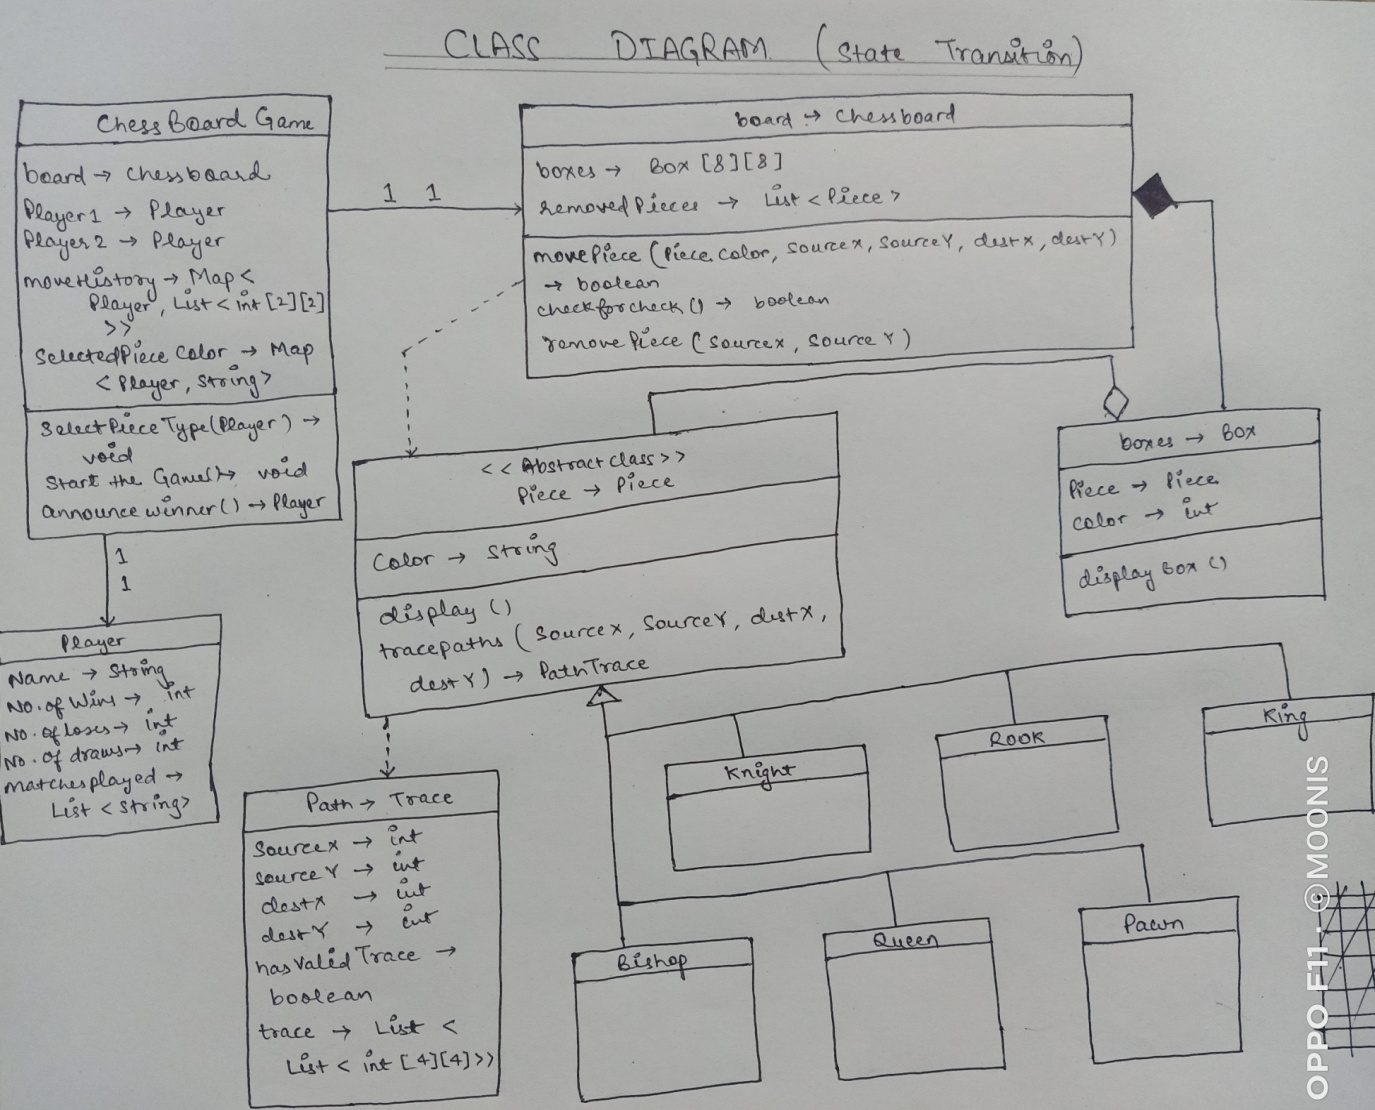 CLASS DIAGRAM (State Transition)
Chess Board Game
board → chessboard
Player1 → Player
Player2 → Player
moveHistory → Map <
Player, List < int [2][2]
>>
SelectedPiece Color → Map
< Player, String >
SelectPieceType(Player) →
void
Start the Game() → void
announce winner() → Player
1 1
board → Chessboard
boxes → Box [8][8]
removedPieces → List < Piece >
movePiece (Piece color, sourceX, sourceY, destX, destY)
→ boolean
checkforcheck () → boolean
removePiece (sourceX, SourceY)
1
1
Player
Name → String
No. of Wins → int
No. of loses → int
No. of draws → int
matchesplayed →
List < String >
<< Abstract class >>
Piece → Piece
Color → String
display ()
tracepaths (SourceX, SourceY, destX,
destY) → PathTrace
boxes → Box
Piece → Piece
color → int
display Box ()
Path → Trace
SourceX → int
sourceY → int
destX → int
destY → int
has Valid Trace →
boolean
trace → List <
List < int [4][4] >>
Knight
Rook
King
Bishop
Queen
Pawn
OPPO F11 · ©MOONIS